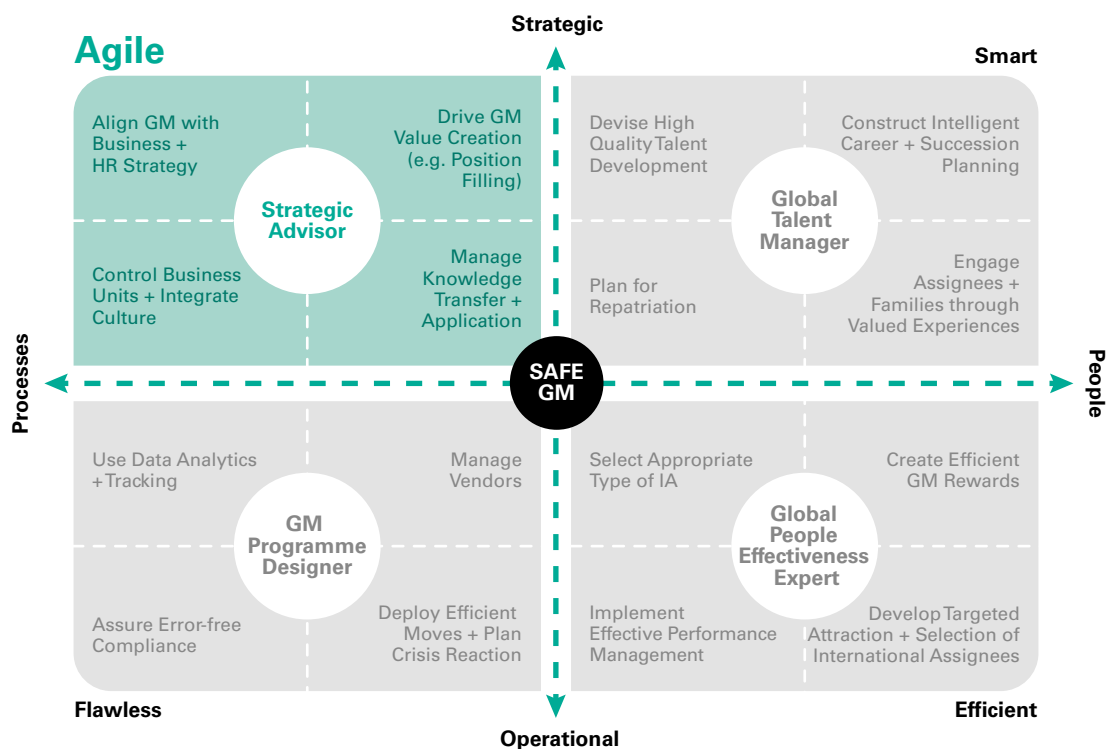 Strategic
Agile
Smart
Align GM with
Business +
HR Strategy
Drive GM
Value Creation
(e.g. Position
Filling)
Strategic
Advisor
Control Business
Units + Integrate
Culture
Manage
Knowledge
Transfer +
Application
Devise High
Quality Talent
Development
Construct Intelligent
Career + Succession
Planning
Global
Talent
Manager
Plan for
Repatriation
Engage
Assignees +
Families through
Valued Experiences
Processes
SAFE
GM
People
Use Data Analytics
+ Tracking
Manage
Vendors
GM
Programme
Designer
Assure Error-free
Compliance
Deploy Efficient
Moves + Plan
Crisis Reaction
Select Appropriate
Type of IA
Create Efficient
GM Rewards
Global
People
Effectiveness
Expert
Implement
Effective Performance
Management
Develop Targeted
Attraction + Selection of
International Assignees
Flawless
Efficient
Operational